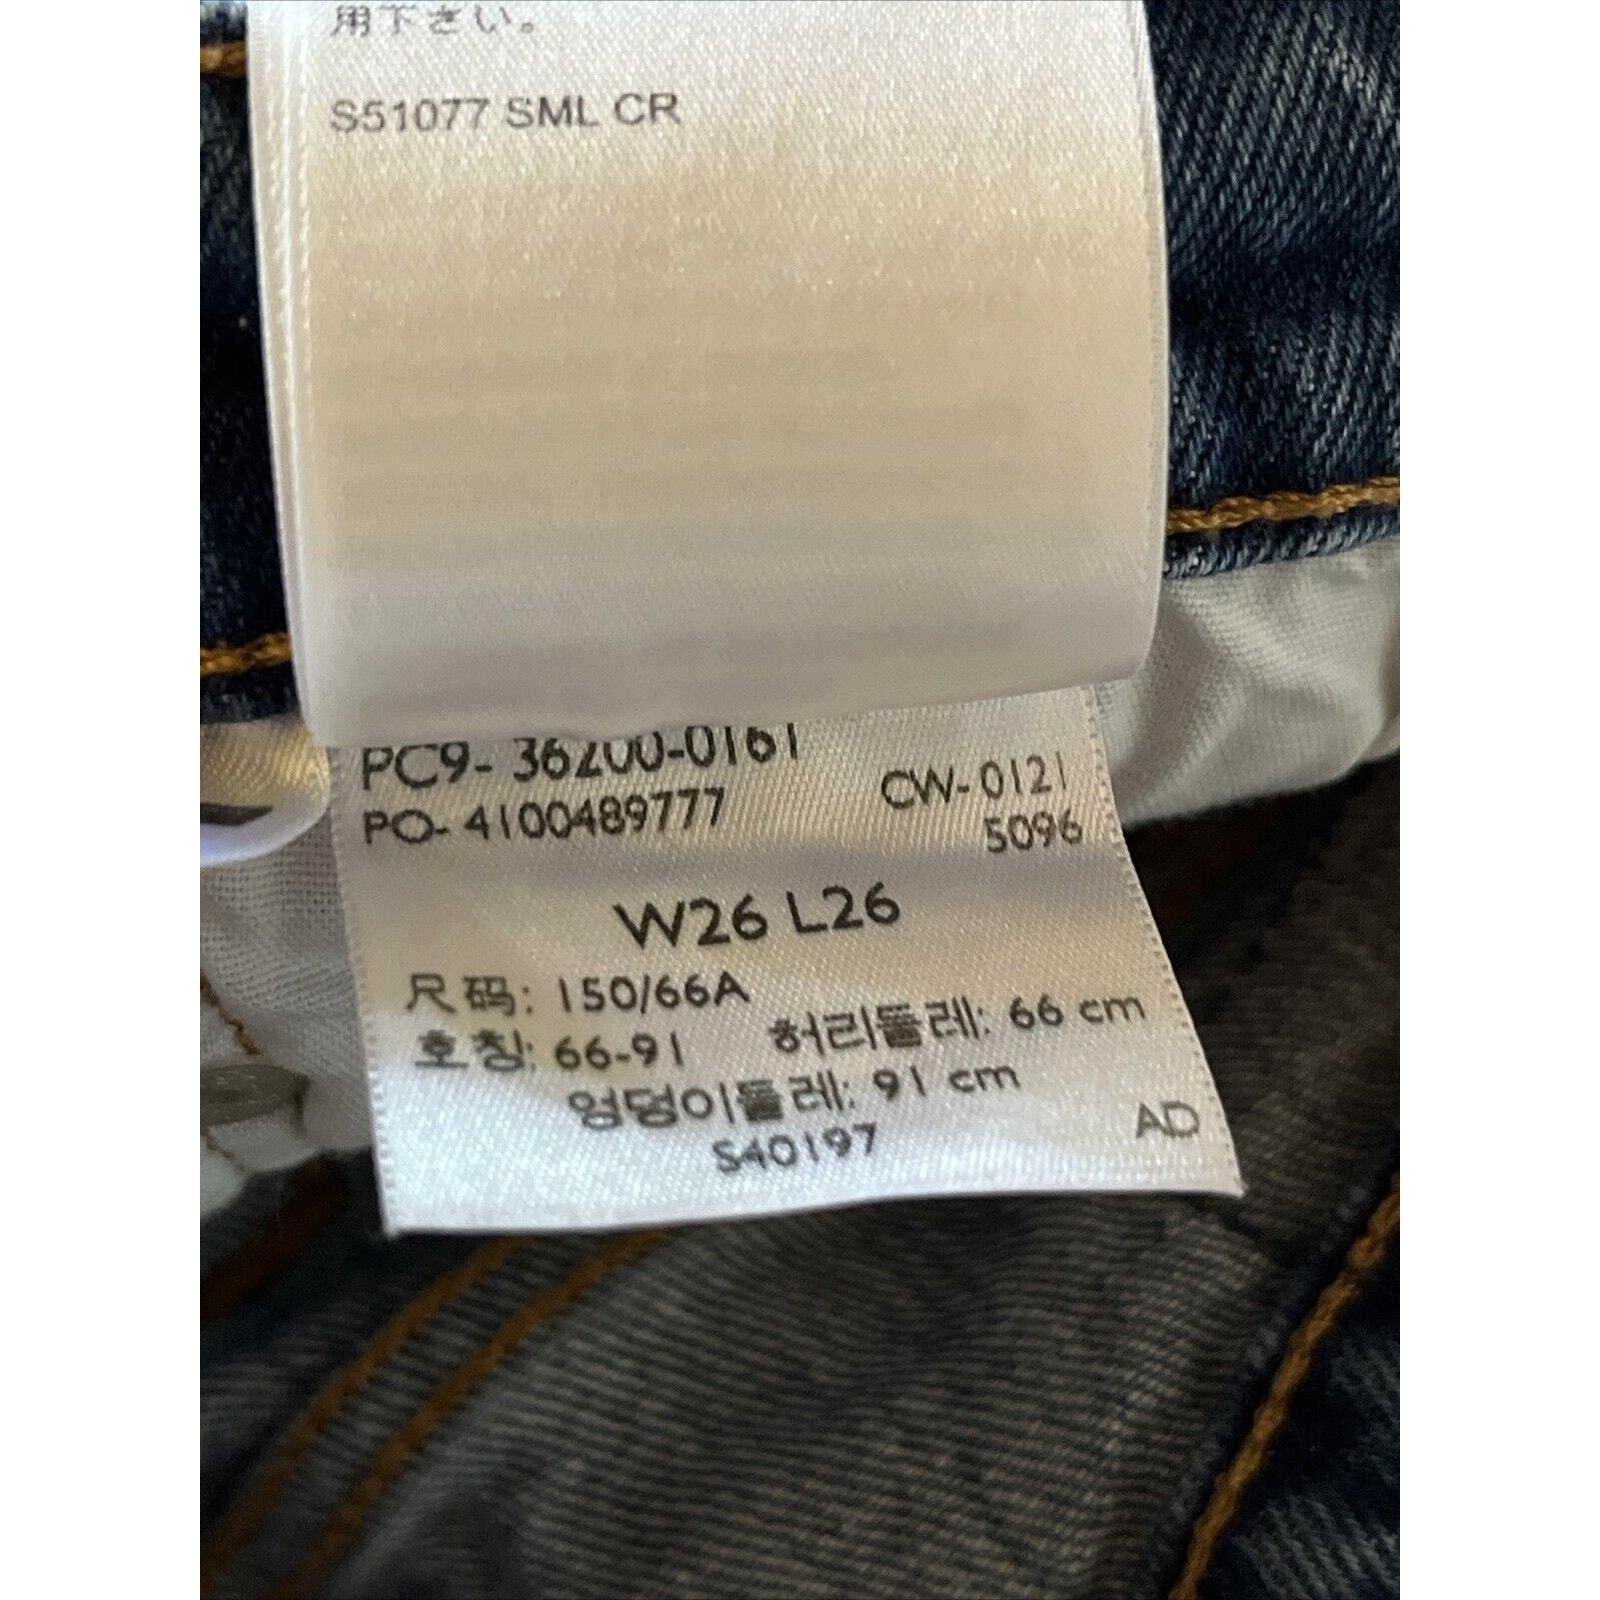 用下さい。
S51077 SML CR
PC9- 36200-0161
PO- 4100489777 CW- 0121
5096
W26 L26
尺码: 150/66A
호칭: 66-91 허리둘레: 66 cm
엉덩이둘레: 91 cm
S40197 AD